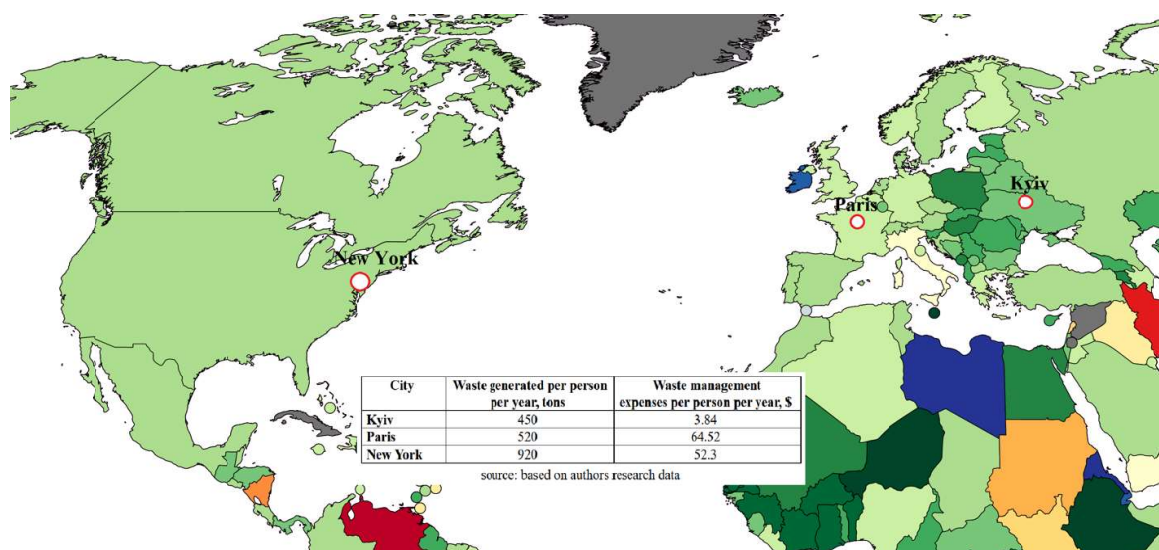 Kyiv
Paris
New York
City Waste generated per person per year, tons Waste management expenses per person per year, $
Kyiv 450 3.84
Paris 520 64.52
New York 920 52.3
source: based on authors research data